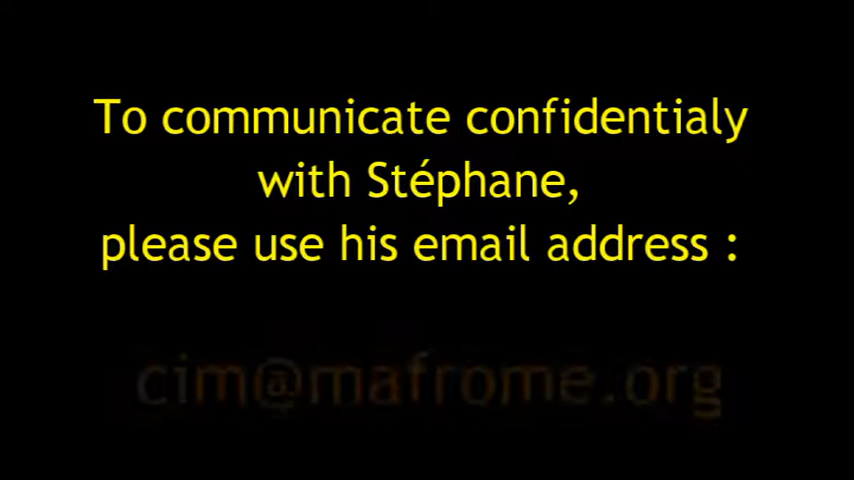 To communicate confidentialy
with Stéphane,
please use his email address :
cim@mafrome.org